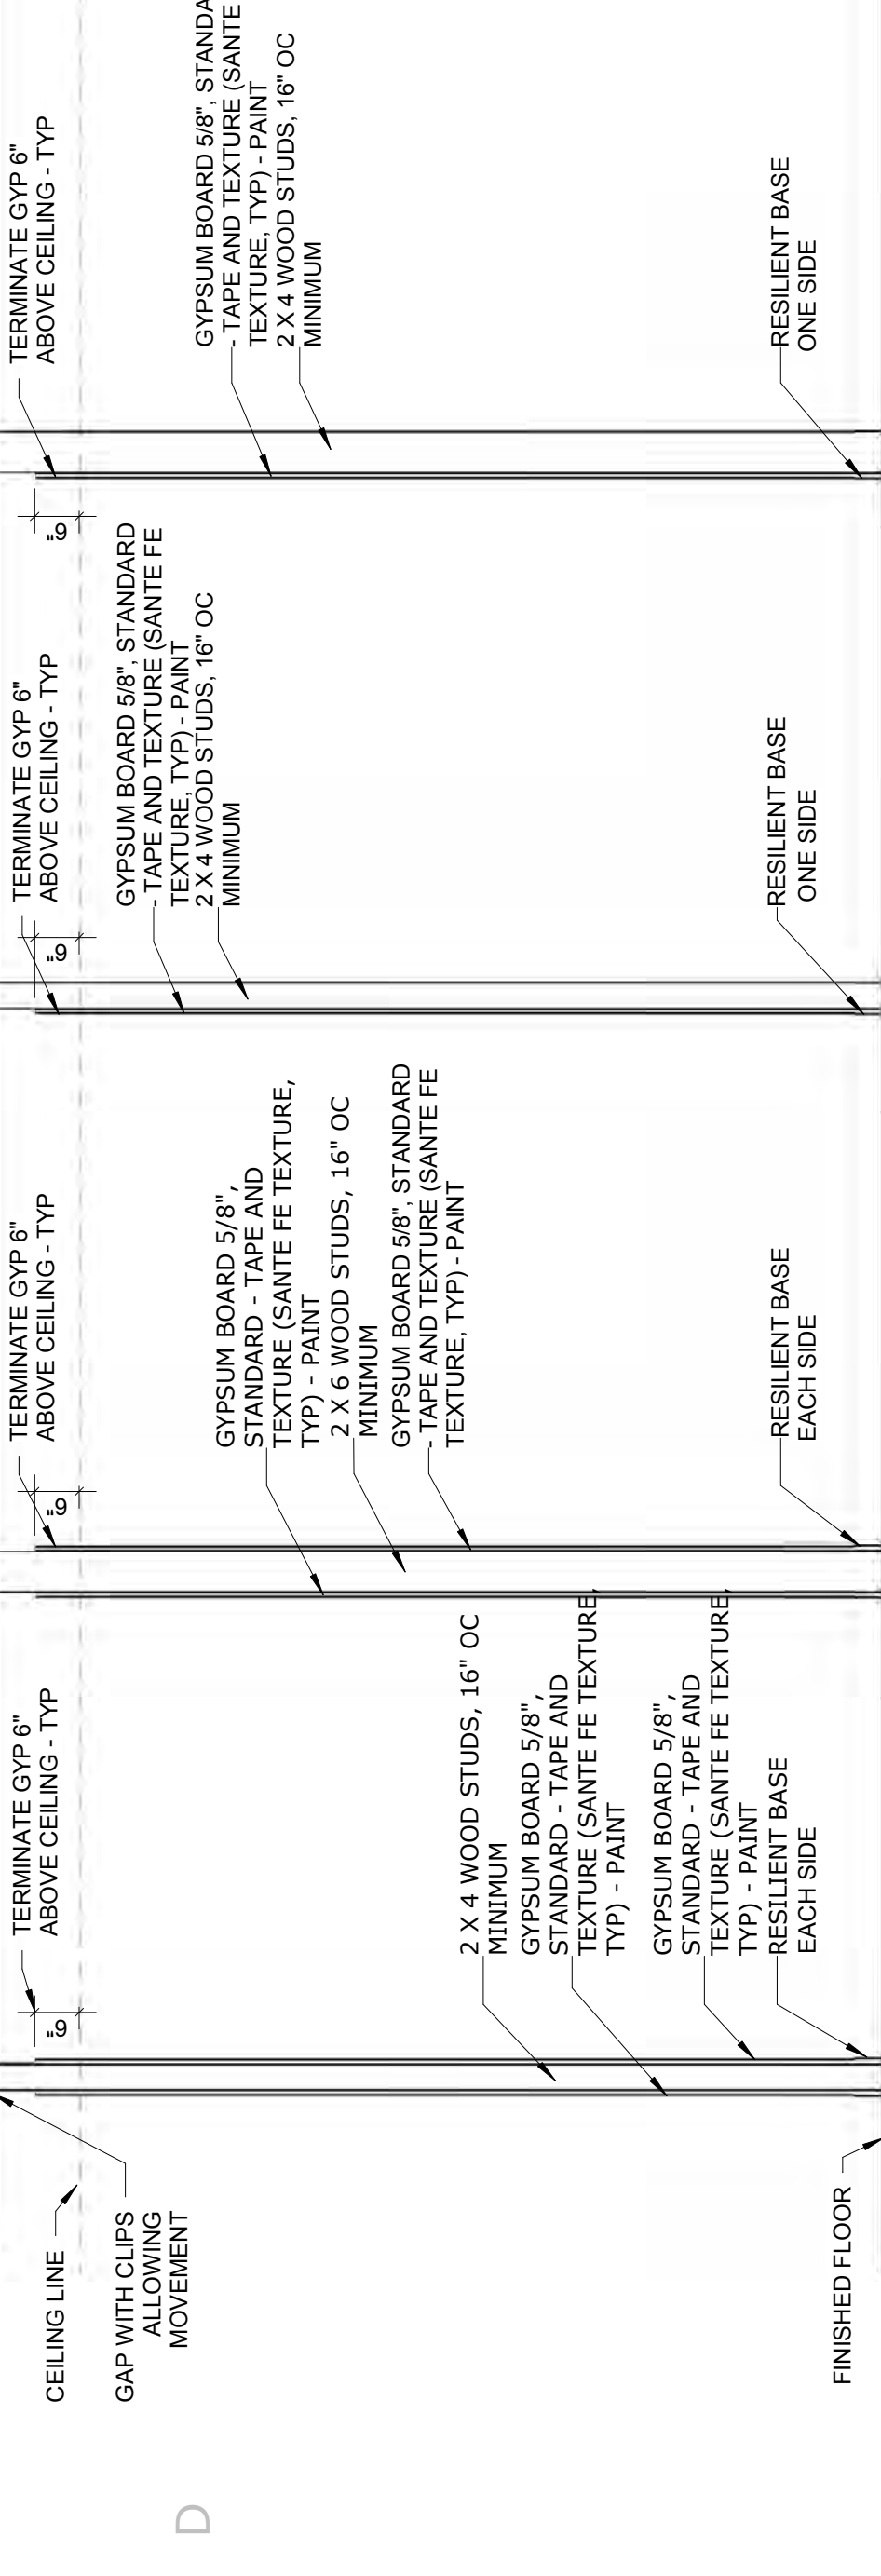 D
CEILING LINE
GAP WITH CLIPS
ALLOWING
MOVEMENT
FINISHED FLOOR
TERMINATE GYP 6"
ABOVE CEILING - TYP
6"
2 X 4 WOOD STUDS, 16" OC
MINIMUM
GYPSUM BOARD 5/8",
STANDARD - TAPE AND
TEXTURE (SANTE FE TEXTURE,
TYP) - PAINT
GYPSUM BOARD 5/8",
STANDARD - TAPE AND
TEXTURE (SANTE FE TEXTURE,
TYP) - PAINT
RESILIENT BASE
EACH SIDE
TERMINATE GYP 6"
ABOVE CEILING - TYP
6"
GYPSUM BOARD 5/8",
STANDARD - TAPE AND
TEXTURE (SANTE FE TEXTURE,
TYP) - PAINT
2 X 6 WOOD STUDS, 16" OC
MINIMUM
GYPSUM BOARD 5/8", STANDARD
- TAPE AND TEXTURE (SANTE FE
TEXTURE, TYP) - PAINT
RESILIENT BASE
EACH SIDE
TERMINATE GYP 6"
ABOVE CEILING - TYP
6"
GYPSUM BOARD 5/8", STANDARD
- TAPE AND TEXTURE (SANTE FE
TEXTURE, TYP) - PAINT
2 X 4 WOOD STUDS, 16" OC
MINIMUM
RESILIENT BASE
ONE SIDE
TERMINATE GYP 6"
ABOVE CEILING - TYP
6"
GYPSUM BOARD 5/8", STANDA
- TAPE AND TEXTURE (SANTE
TEXTURE, TYP) - PAINT
2 X 4 WOOD STUDS, 16" OC
MINIMUM
RESILIENT BASE
ONE SIDE